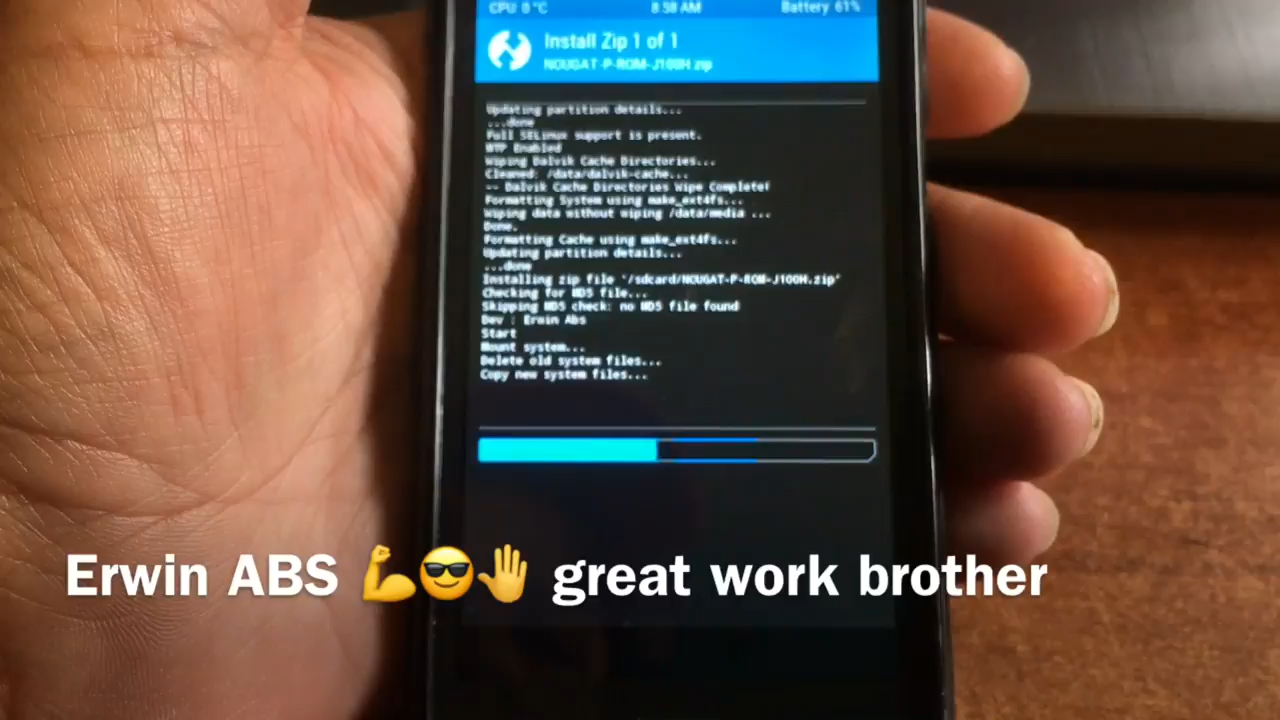 CPU: 0 °C 8:58 AM Battery: 61%
Install Zip 1 of 1
NOUGAT-P-ROM-J100H.zip
Updating partition details...
...done
Full SELinux support is present.
MTP Enabled
Wiping Dalvik Cache Directories...
Cleaned: /data/dalvik-cache...
-- Dalvik Cache Directories Wipe Complete!
Formatting System using make_ext4fs...
Wiping data without wiping /data/media ...
Done.
Formatting Cache using make_ext4fs...
Updating partition details...
...done
Installing zip file '/sdcard/NOUGAT-P-ROM-J100H.zip'
Checking for MD5 file...
Skipping MD5 check: no MD5 file found
Dev : Erwin Abs
Start
Mount system...
Delete old system files...
Copy new system files...
Erwin ABS 💪😎🤚 great work brother